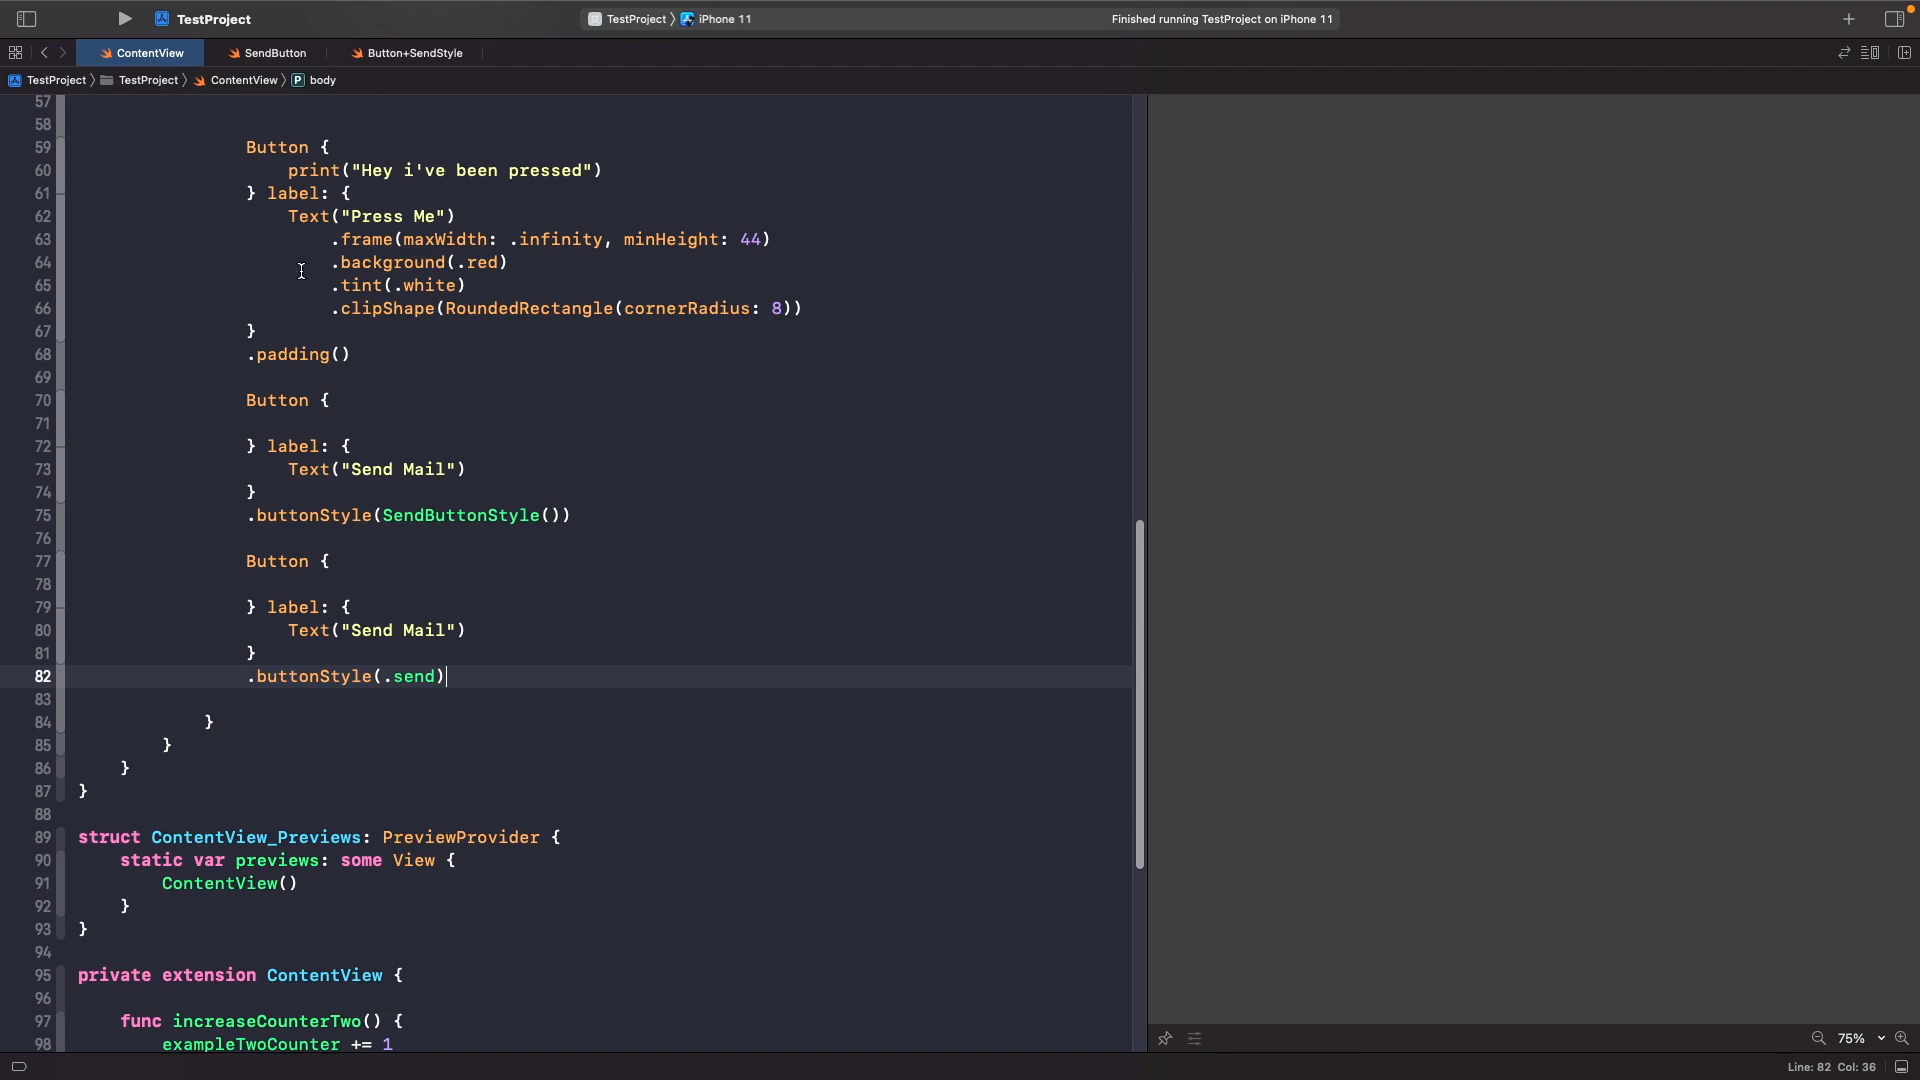 TestProject
TestProject 〉 iPhone 11
Finished running TestProject on iPhone 11
ContentView
SendButton
Button+SendStyle
TestProject 〉 TestProject 〉 ContentView 〉 P body
57
58
59 Button {
60 print("Hey i've been pressed")
61 } label: {
62 Text("Press Me")
63 .frame(maxWidth: .infinity, minHeight: 44)
64 .background(.red)
65 .tint(.white)
66 .clipShape(RoundedRectangle(cornerRadius: 8))
67 }
68 .padding()
69
70 Button {
71
72 } label: {
73 Text("Send Mail")
74 }
75 .buttonStyle(SendButtonStyle())
76
77 Button {
78
79 } label: {
80 Text("Send Mail")
81 }
82 .buttonStyle(.send)
83
84 }
85 }
86 }
87 }
88
89 struct ContentView_Previews: PreviewProvider {
90 static var previews: some View {
91 ContentView()
92 }
93 }
94
95 private extension ContentView {
96
97 func increaseCounterTwo() {
98 exampleTwoCounter += 1
75%
Line: 82 Col: 36